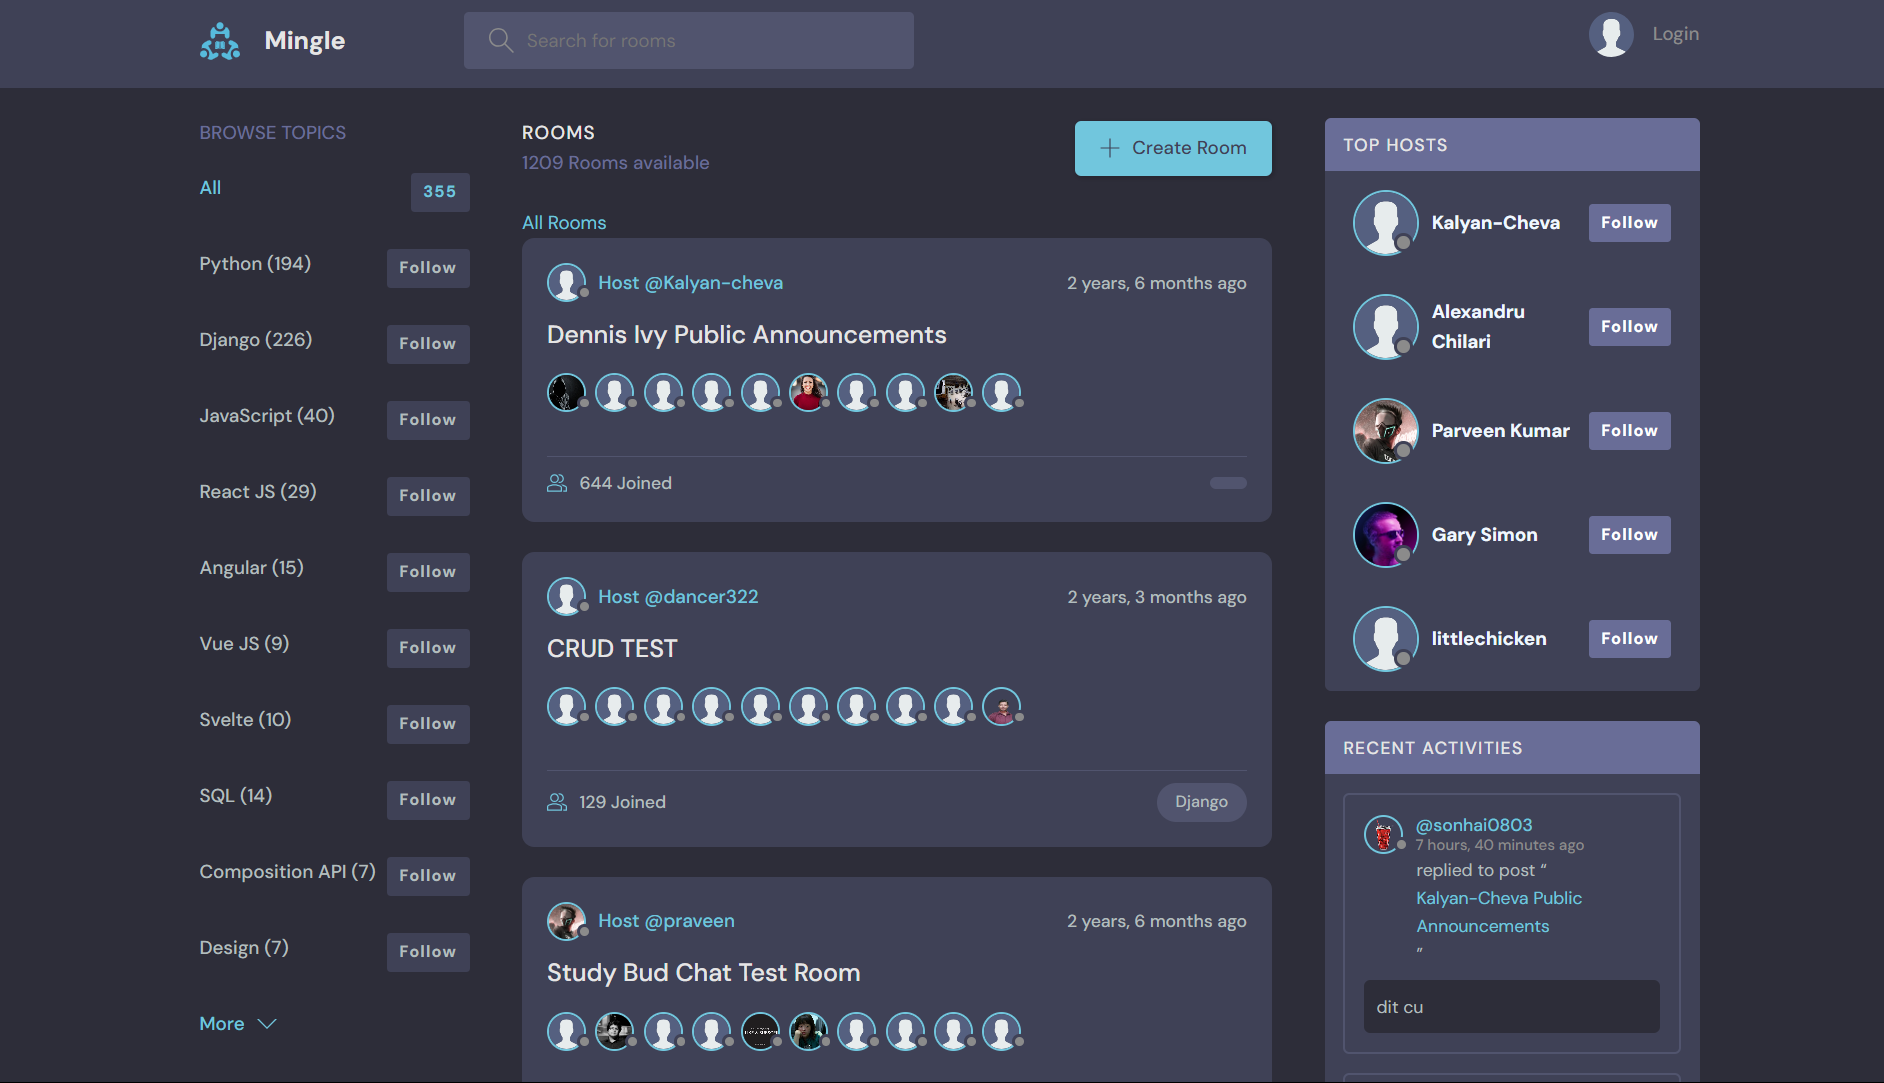 Mingle
Search for rooms
Login
BROWSE TOPICS
All
355
Python (194)
Follow
Django (226)
Follow
JavaScript (40)
Follow
React JS (29)
Follow
Angular (15)
Follow
Vue JS (9)
Follow
Svelte (10)
Follow
SQL (14)
Follow
Composition API (7)
Follow
Design (7)
Follow
More
ROOMS
1209 Rooms available
Create Room
All Rooms
Host @Kalyan-cheva
2 years, 6 months ago
Dennis Ivy Public Announcements
644 Joined
Host @dancer322
2 years, 3 months ago
CRUD TEST
129 Joined
Django
Host @praveen
2 years, 6 months ago
Study Bud Chat Test Room
TOP HOSTS
Kalyan-Cheva
Follow
Alexandru
Chilari
Follow
Parveen Kumar
Follow
Gary Simon
Follow
littlechicken
Follow
RECENT ACTIVITIES
@sonhai0803
7 hours, 40 minutes ago
replied to post “
Kalyan-Cheva Public
Announcements
”
dit cu